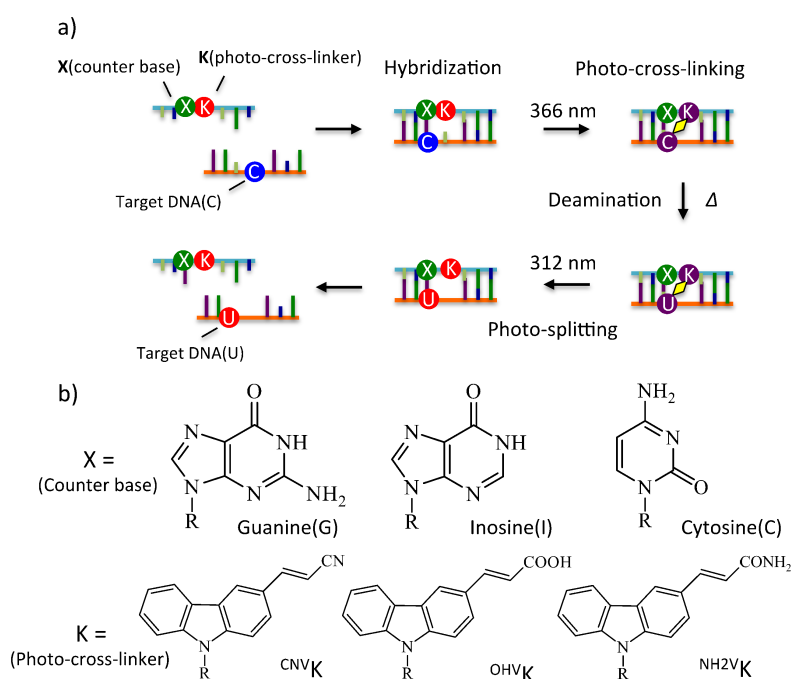 a)
X(counter base)
K(photo-cross-linker)
Hybridization
Photo-cross-linking
X K
X K
366 nm
X K
C
C
C
Target DNA(C)
Deamination
Δ
X K
X K
312 nm
X K
U
U
U
Photo-splitting
Target DNA(U)
b)
X =
(Counter base)
O
N
NH
N
R
N
NH₂
Guanine(G)
O
N
NH
N
R
N
Inosine(I)
NH₂
N
N
O
R
Cytosine(C)
K =
(Photo-cross-linker)
CN
N
R
CNVK
COOH
N
R
OHVK
CONH₂
N
R
NH2VK